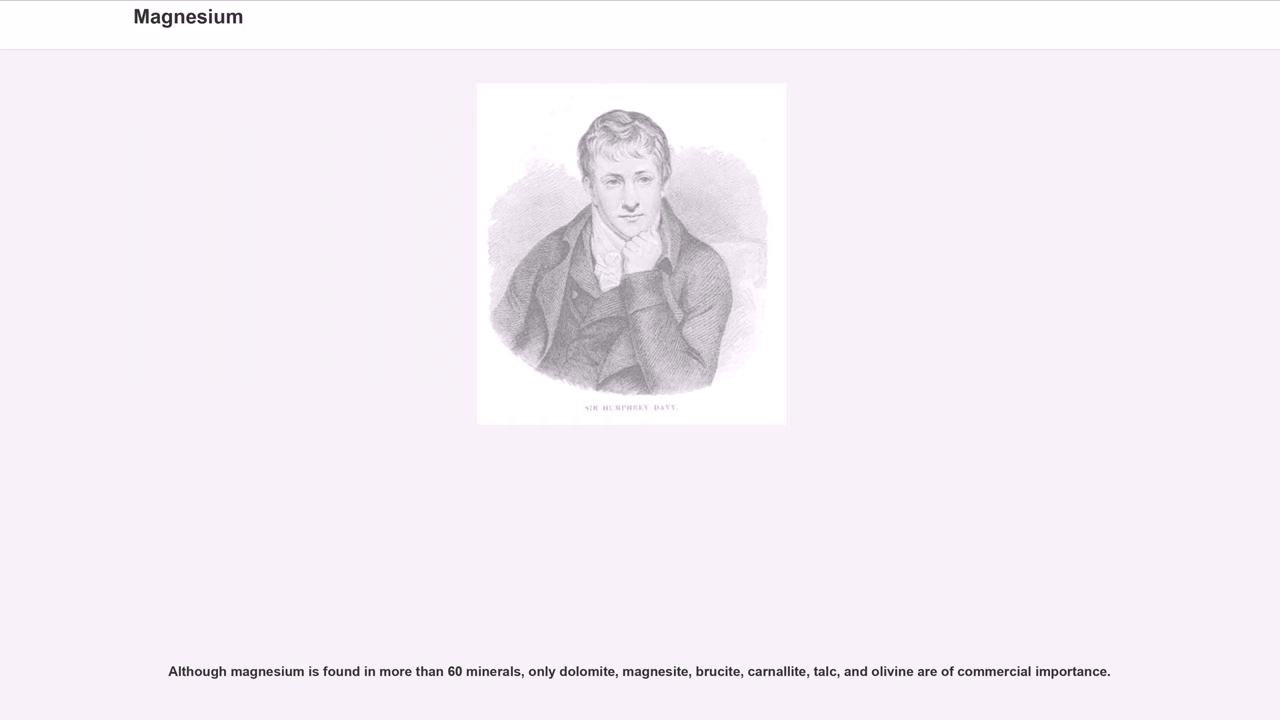 Magnesium
SIR HUMPHREY DAVY.
Although magnesium is found in more than 60 minerals, only dolomite, magnesite, brucite, carnallite, talc, and olivine are of commercial importance.